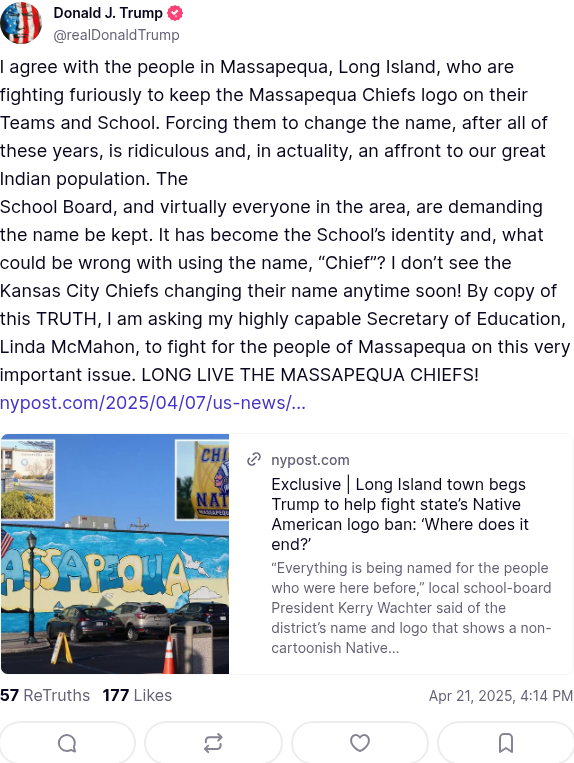 Donald J. Trump
@realDonaldTrump
I agree with the people in Massapequa, Long Island, who are
fighting furiously to keep the Massapequa Chiefs logo on their
Teams and School. Forcing them to change the name, after all of
these years, is ridiculous and, in actuality, an affront to our great
Indian population. The
School Board, and virtually everyone in the area, are demanding
the name be kept. It has become the School’s identity and, what
could be wrong with using the name, “Chief”? I don’t see the
Kansas City Chiefs changing their name anytime soon! By copy of
this TRUTH, I am asking my highly capable Secretary of Education,
Linda McMahon, to fight for the people of Massapequa on this very
important issue. LONG LIVE THE MASSAPEQUA CHIEFS!
nypost.com/2025/04/07/us-news/...
CHI
NAT
MASSAPEQU
ASSAPEQUA
nypost.com
Exclusive | Long Island town begs
Trump to help fight state’s Native
American logo ban: ‘Where does it
end?’
“Everything is being named for the people
who were here before,” local school-board
President Kerry Wachter said of the
district’s name and logo that shows a non-
cartoonish Native...
57 ReTruths 177 Likes
Apr 21, 2025, 4:14 PM